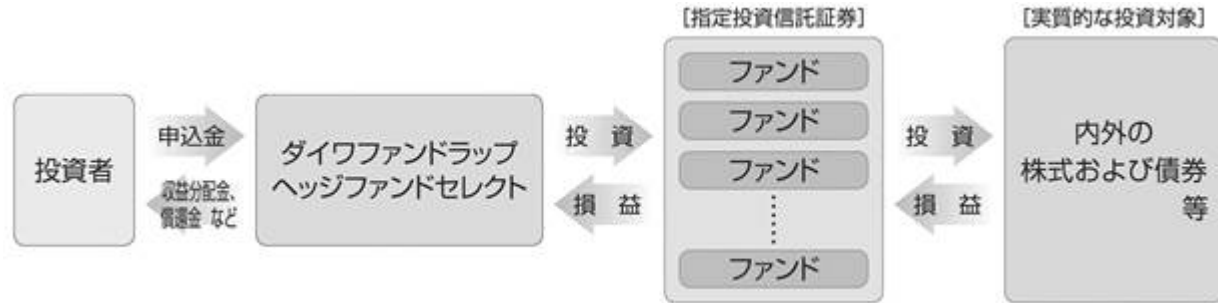 [指定投資信託証券]
[実質的な投資対象]
投資者
申込金
収益分配金、
償還金 など
ダイワファンドラップ
ヘッジファンドセレクト
投 資
損 益
ファンド
ファンド
ファンド
ファンド
投 資
損 益
内外の
株式および債券
等